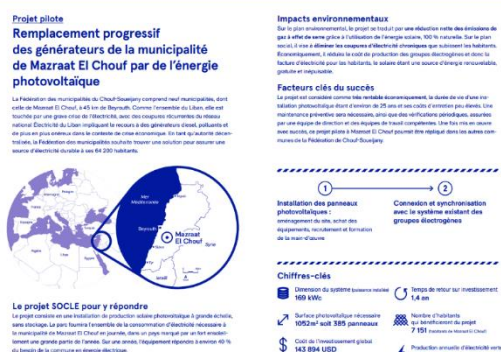 Projet pilote
Remplacement progressif
des générateurs de la municipalité
de Mazraat El Chouf par de l'énergie
photovoltaïque
La Fédération des municipalités du Chouf-Soueijany comprend neuf municipalités, dont
celle de Mazraat El Chouf, à 45 km de Beyrouth. Comme l'ensemble du Liban, elle est
touchée par une grave crise de l'électricité, avec des coupures récurrentes du réseau
national Électricité du Liban impliquant le recours à des générateurs diesel, polluants et
de plus en plus onéreux dans le contexte de crise économique. En tant qu'autorité décen-
tralisée, la Fédération des municipalités souhaite trouver une solution pour assurer une
source d'électricité durable à ses 64 200 habitants.
Mer
Méditerranée
Beyrouth
Mazraat
El Chouf
Syrie
Israël
Le projet SOCLE pour y répondre
Le projet consiste en une installation de production solaire photovoltaïque à grande échelle,
sans stockage. Le parc fournira l'ensemble de la consommation d'électricité nécessaire à
la municipalité de Mazraat El Chouf en journée, dans un pays marqué par un fort ensoleil-
lement une grande partie de l'année. Sur une année, l'équipement répondra à environ 40 %
du besoin de la commune en énergie électrique.
Impacts environnementaux
Sur le plan environnemental, le projet se traduit par une réduction nette des émissions de
gaz à effet de serre grâce à l'utilisation de l'énergie solaire, 100 % naturelle. Sur le plan
social, il vise à éliminer les coupures d'électricité chroniques que subissent les habitants.
Économiquement, il réduira le coût de production des groupes électrogènes et donc la
facture d'électricité pour les habitants, le solaire étant une source d'énergie renouvelable,
gratuite et inépuisable.
Facteurs clés du succès
Le projet est considéré comme très rentable économiquement, la durée de vie d'une ins-
tallation photovoltaïque étant d'environ de 25 ans et ses coûts d'entretien peu élevés. Une
maintenance préventive sera nécessaire, ainsi que des vérifications périodiques, assurées
par une équipe de direction et des équipes de travail compétentes. Une fois mis en œuvre
avec succès, ce projet pilote à Mazraat El Chouf pourrait être répliqué dans les autres com-
munes de la Fédération de Chouf-Soueijany.
1
2
Installation des panneaux
photovoltaïques :
aménagement du site, achat des
équipements, recrutement et formation
de la main-d'œuvre
Connexion et synchronisation
avec le système existant des
groupes électrogènes
Chiffres-clés
Dimension du système
169 kWc
Temps de retour sur investissement
1,4 an
Surface photovoltaïque nécessaire
1052m² soit 385 panneaux
Nombre d'habitants
qui bénéficieront du projet
7 151
Coût de l'investissement global
143 894 USD
Production annuelle d'électricité verte